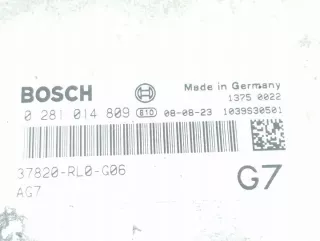 Made in Germany
BOSCH 1375 0022
0 281 014 809 810 08-08-23 1039S30501
37820-RL0-G06 G7
AG7